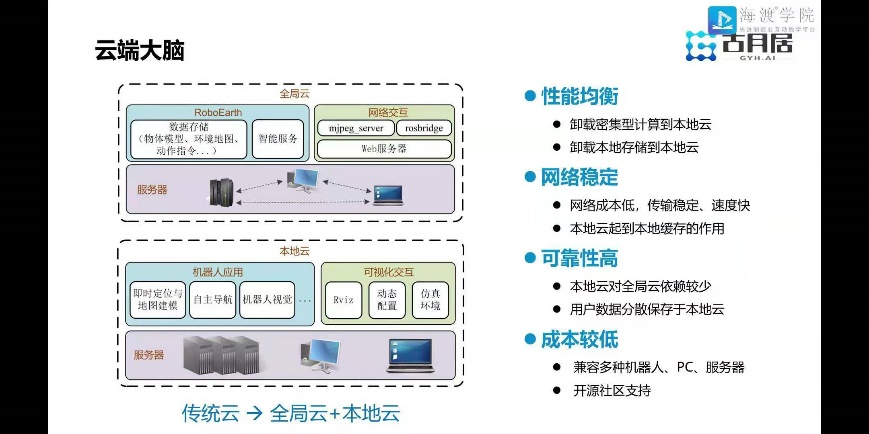 海渡学院
古月居
GYH.AI
云端大脑
全局云
RoboEarth
数据存储
（物体模型、环境地图、
动作指令...）
智能服务
网络交互
mjpeg_server
rosbridge
Web服务器
服务器
本地云
机器人应用
即时定位与
地图建模
自主导航
机器人视觉
...
可视化交互
Rviz
动态
配置
仿真
环境
服务器
传统云 → 全局云+本地云
● 性能均衡
● 卸载密集型计算到本地云
● 卸载本地存储到本地云
● 网络稳定
● 网络成本低，传输稳定、速度快
● 本地云起到本地缓存的作用
● 可靠性高
● 本地云对全局云依赖较少
● 用户数据分散保存于本地云
● 成本较低
● 兼容多种机器人、PC、服务器
● 开源社区支持